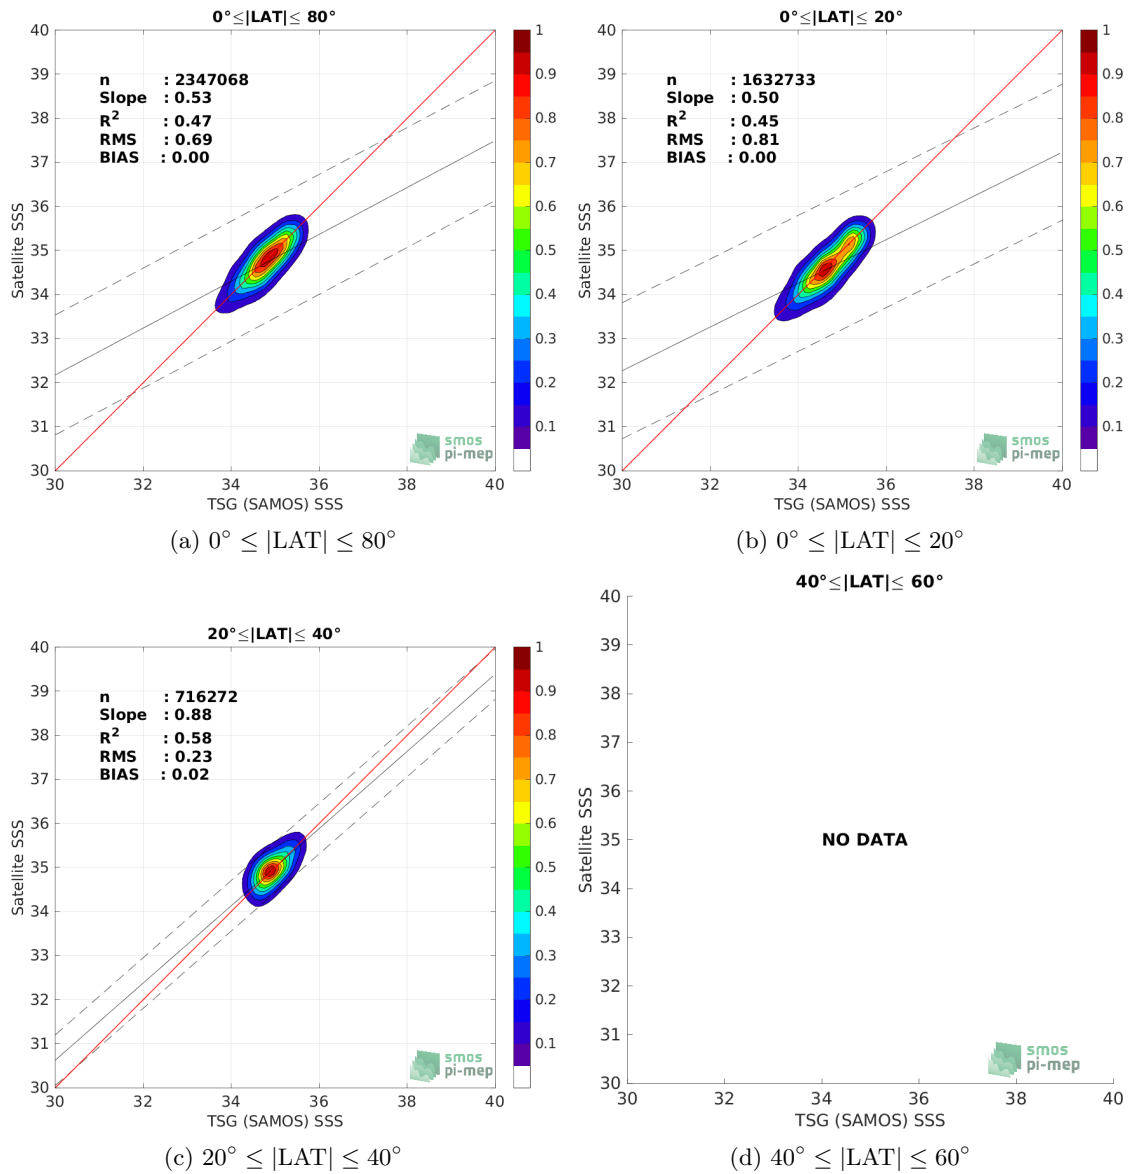 0°≤|LAT|≤ 80°
n : 2347068
Slope : 0.53
R2 : 0.47
RMS : 0.69
BIAS : 0.00
40
39
38
37
36
35
34
33
32
31
30
30 32 34 36 38 40
Satellite SSS
TSG (SAMOS) SSS
1
0.9
0.8
0.7
0.6
0.5
0.4
0.3
0.2
0.1
smos
pi-mep
(a) 0° ≤ |LAT| ≤ 80°
0°≤|LAT|≤ 20°
n : 1632733
Slope : 0.50
R2 : 0.45
RMS : 0.81
BIAS : 0.00
40
39
38
37
36
35
34
33
32
31
30
30 32 34 36 38 40
Satellite SSS
TSG (SAMOS) SSS
1
0.9
0.8
0.7
0.6
0.5
0.4
0.3
0.2
0.1
smos
pi-mep
(b) 0° ≤ |LAT| ≤ 20°
20°≤|LAT|≤ 40°
n : 716272
Slope : 0.88
R2 : 0.58
RMS : 0.23
BIAS : 0.02
40
39
38
37
36
35
34
33
32
31
30
30 32 34 36 38 40
Satellite SSS
TSG (SAMOS) SSS
1
0.9
0.8
0.7
0.6
0.5
0.4
0.3
0.2
0.1
smos
pi-mep
(c) 20° ≤ |LAT| ≤ 40°
40°≤|LAT|≤ 60°
40
39
38
37
36
35
34
33
32
31
30
NO DATA
30 32 34 36 38 40
Satellite SSS
TSG (SAMOS) SSS
smos
pi-mep
(d) 40° ≤ |LAT| ≤ 60°